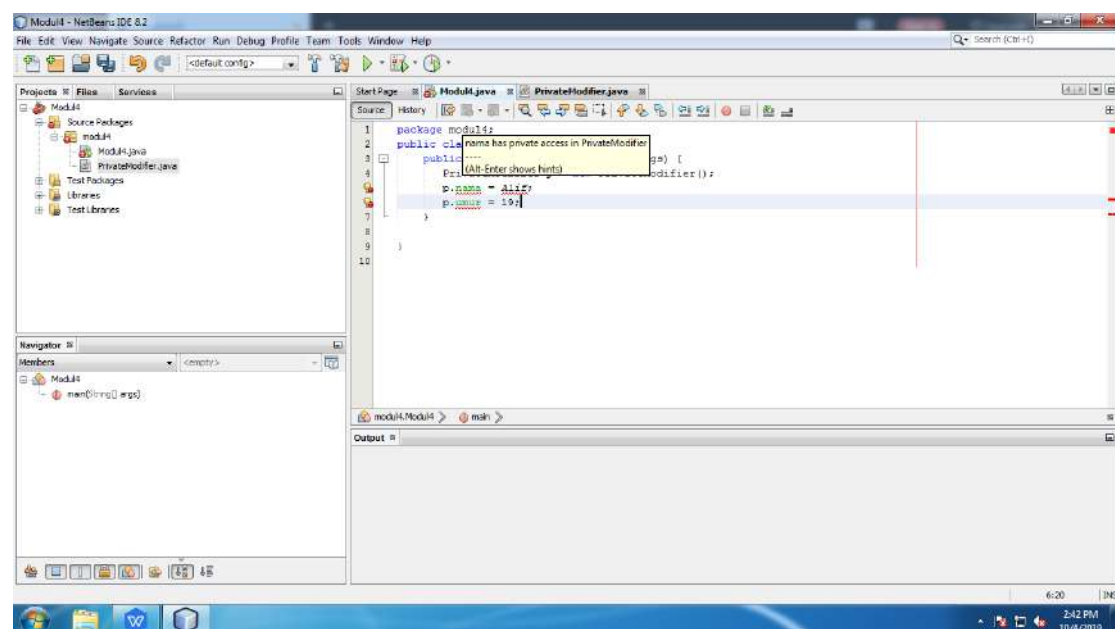 Modul4 - NetBeans IDE 8.2
File Edit View Navigate Source Refactor Run Debug Profile Team Tools Window Help
Search (Ctrl+I)
<default config>
Projects Files Services
Modul4
Source Packages
modul4
Modul4.java
PrivateModifier.java
Test Packages
Libraries
Test Libraries
Start Page Modul4.java PrivateModifier.java
Source History
1 package modul4;
2 public cla
3 public gs) {
4 Pri odifier();
p.nama = Alif;
p.umur = 19;
7 }
8
9 }
10
nama has private access in PrivateModifier
----
(Alt-Enter shows hints)
Navigator
Members <empty>
Modul4
main(String[] args)
modul4.Modul4 main
Output
6:20 INS
2:42 PM
10/4/2019